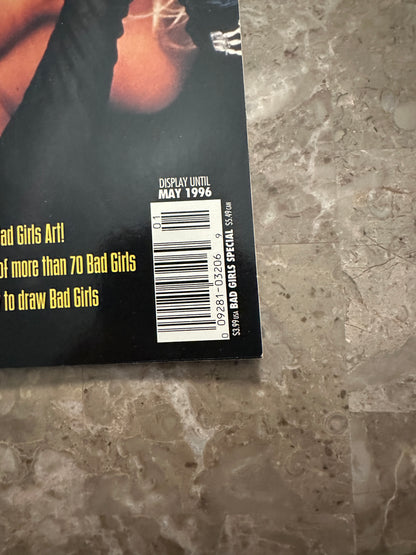 DISPLAY UNTIL
MAY 1996
01
0 09281-03206 9
$3.99 USA BAD GIRLS SPECIAL $5.49 CAN
ad Girls Art!
of more than 70 Bad Girls
to draw Bad Girls